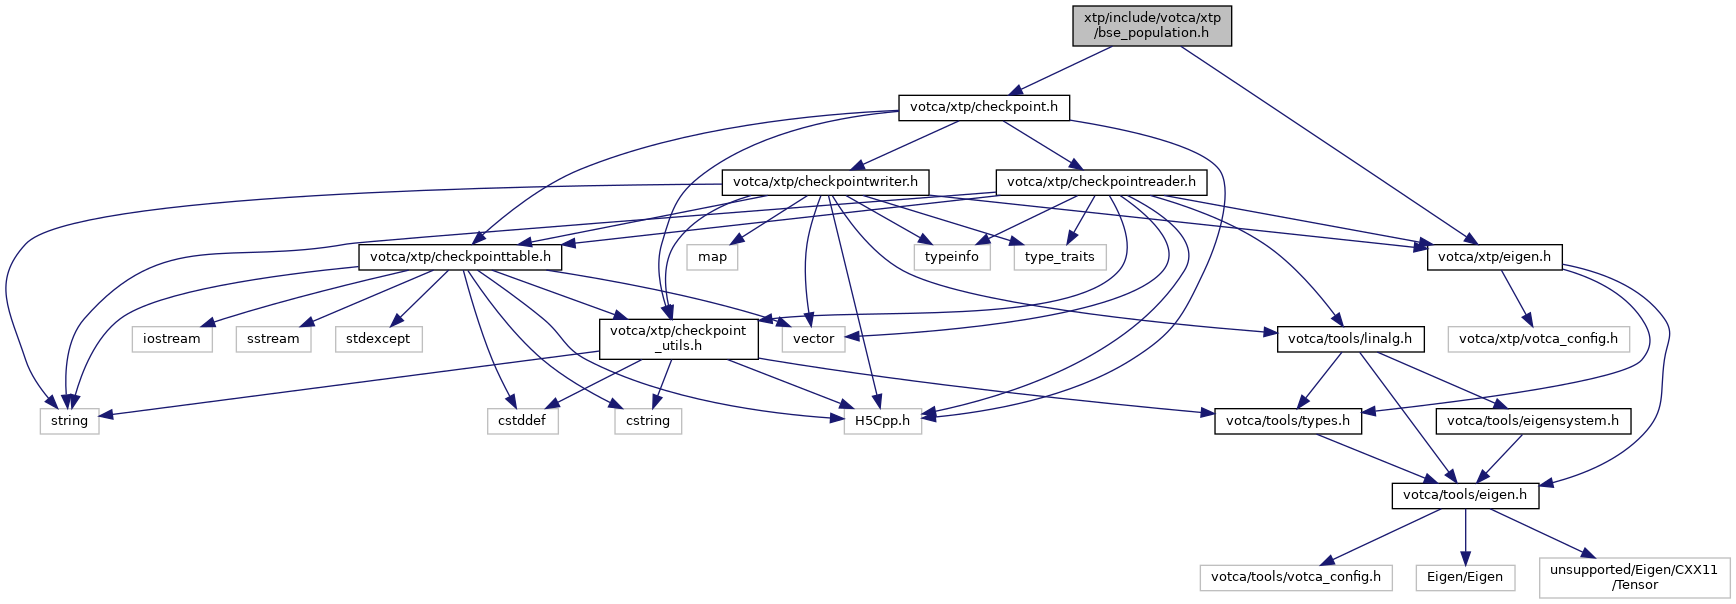 xtp/include/votca/xtp
/bse_population.h
votca/xtp/checkpoint.h
votca/xtp/checkpointwriter.h
votca/xtp/checkpointreader.h
votca/xtp/checkpointtable.h
map
typeinfo
type_traits
votca/xtp/eigen.h
iostream
sstream
stdexcept
votca/xtp/checkpoint
_utils.h
vector
votca/tools/linalg.h
votca/xtp/votca_config.h
string
cstddef
cstring
H5Cpp.h
votca/tools/types.h
votca/tools/eigensystem.h
votca/tools/eigen.h
votca/tools/votca_config.h
Eigen/Eigen
unsupported/Eigen/CXX11
/Tensor